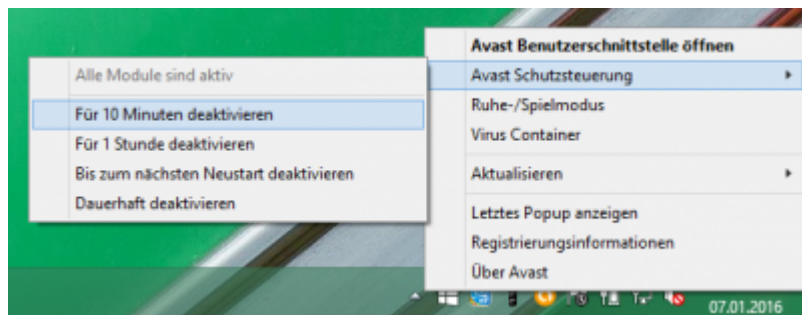 Avast Benutzerschnittstelle öffnen
Avast Schutzsteuerung
Ruhe-/Spielmodus
Virus Container
Aktualisieren
Letztes Popup anzeigen
Registrierungsinformationen
Über Avast
Alle Module sind aktiv
Für 10 Minuten deaktivieren
Für 1 Stunde deaktivieren
Bis zum nächsten Neustart deaktivieren
Dauerhaft deaktivieren
07.01.2016